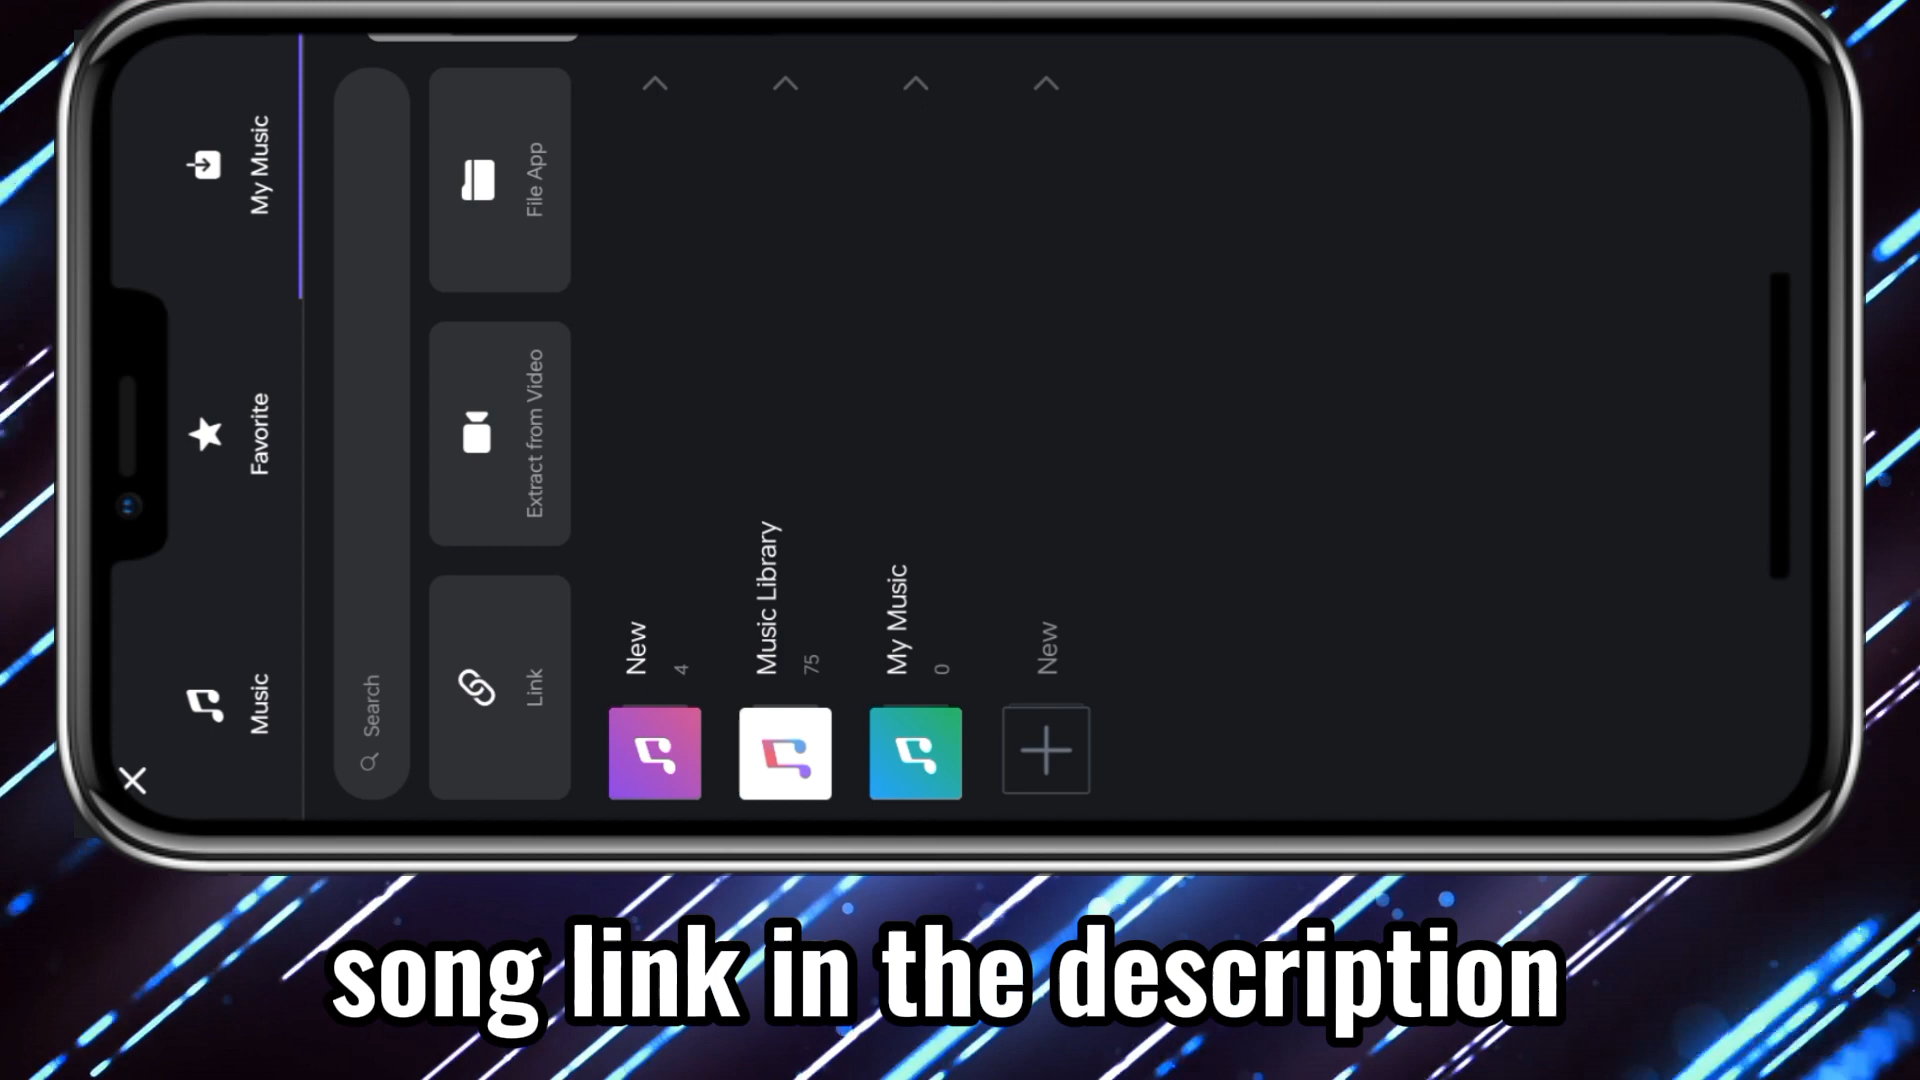 Music
Favorite
My Music
Search
Link
Extract from Video
File App
New
4
Music Library
75
My Music
0
New
song link in the description